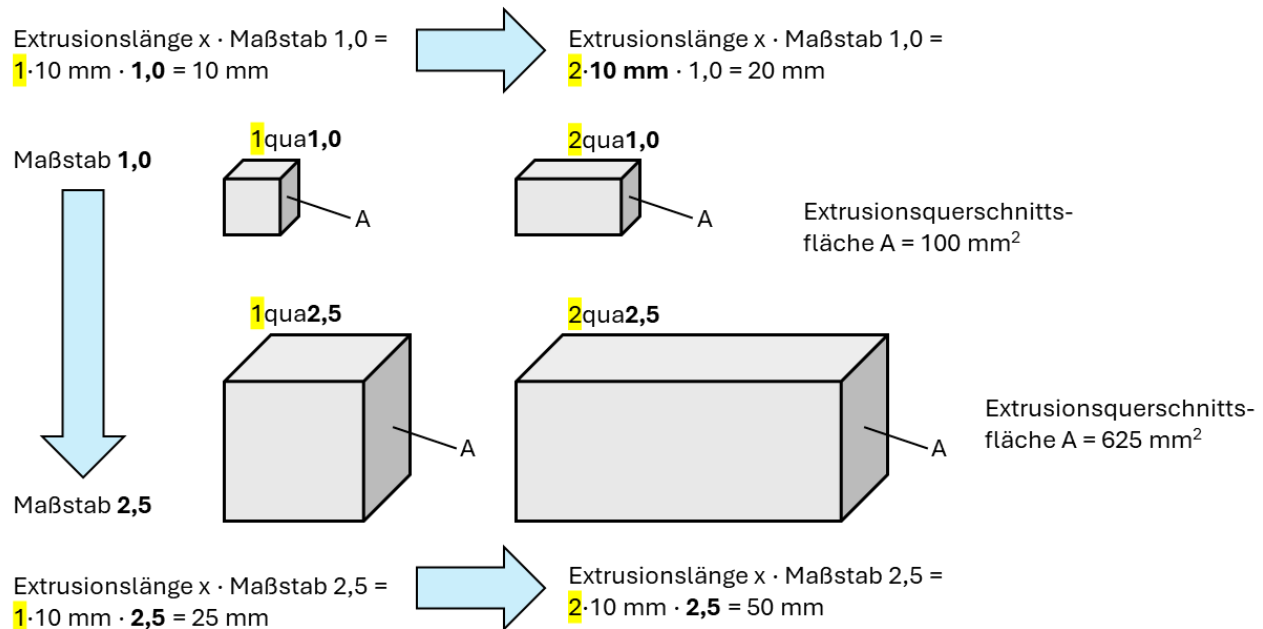 Extrusionslänge x · Maßstab 1,0 =
1·10 mm · 1,0 = 10 mm
Extrusionslänge x · Maßstab 1,0 =
2·10 mm · 1,0 = 20 mm
Maßstab 1,0
1qua1,0
A
2qua1,0
A
Extrusionsquerschnitts-
fläche A = 100 mm²
1qua2,5
A
2qua2,5
A
Extrusionsquerschnitts-
fläche A = 625 mm²
Maßstab 2,5
Extrusionslänge x · Maßstab 2,5 =
1·10 mm · 2,5 = 25 mm
Extrusionslänge x · Maßstab 2,5 =
2·10 mm · 2,5 = 50 mm